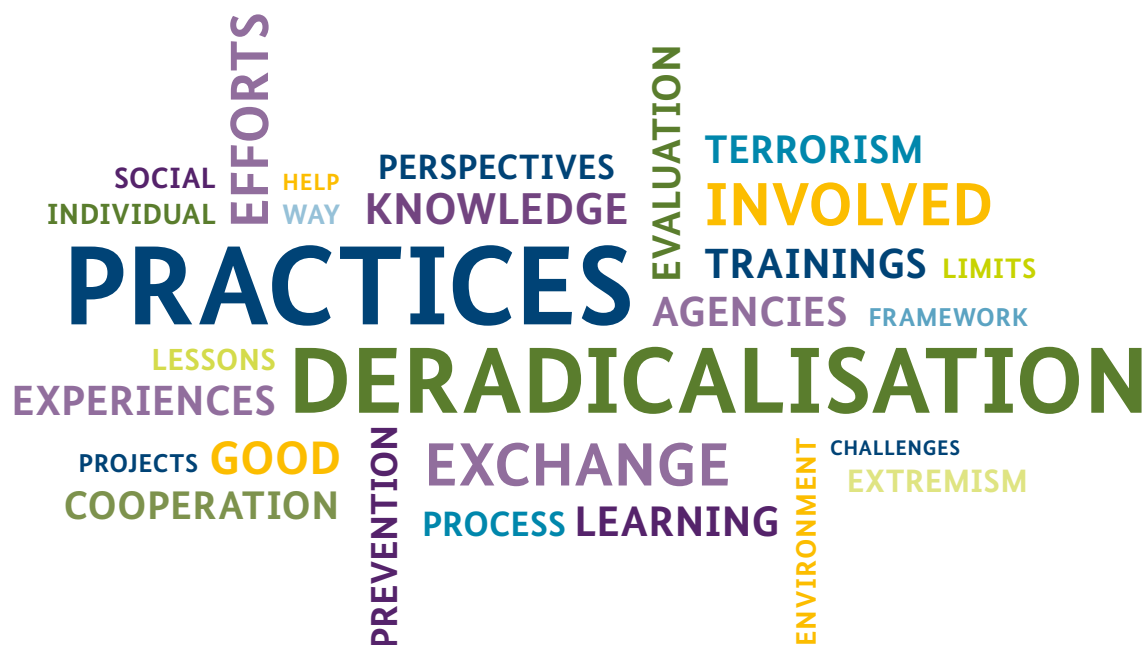 EFFORTS
EVALUATION
TERRORISM
PERSPECTIVES
SOCIAL
HELP
INVOLVED
KNOWLEDGE
INDIVIDUAL
WAY
PRACTICES
TRAININGS
LIMITS
AGENCIES
FRAMEWORK
LESSONS
DERADICALISATION
EXPERIENCES
PREVENTION
EXCHANGE
ENVIRONMENT
CHALLENGES
PROJECTS
GOOD
EXTREMISM
COOPERATION
PROCESS
LEARNING